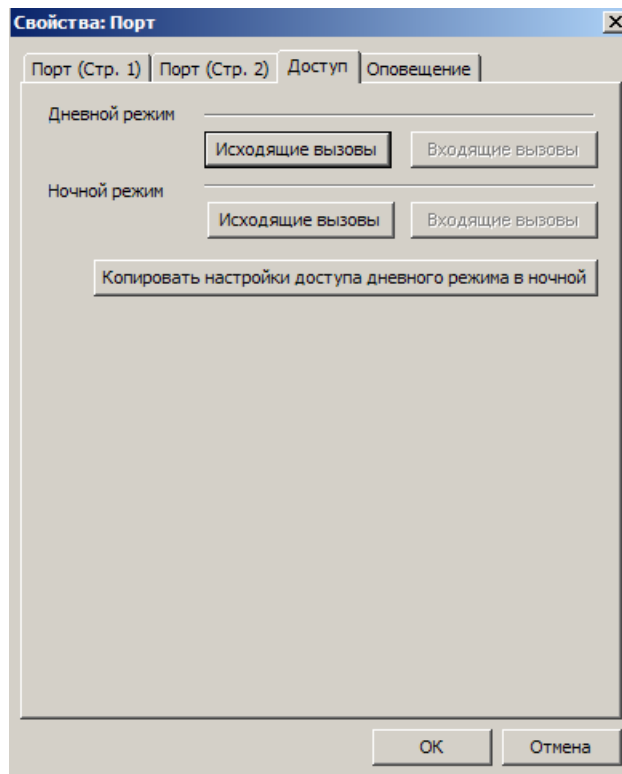 Свойства: Порт
Порт (Стр. 1) Порт (Стр. 2) Доступ Оповещение
Дневной режим
Исходящие вызовы Входящие вызовы
Ночной режим
Исходящие вызовы Входящие вызовы
Копировать настройки доступа дневного режима в ночной
OK Отмена